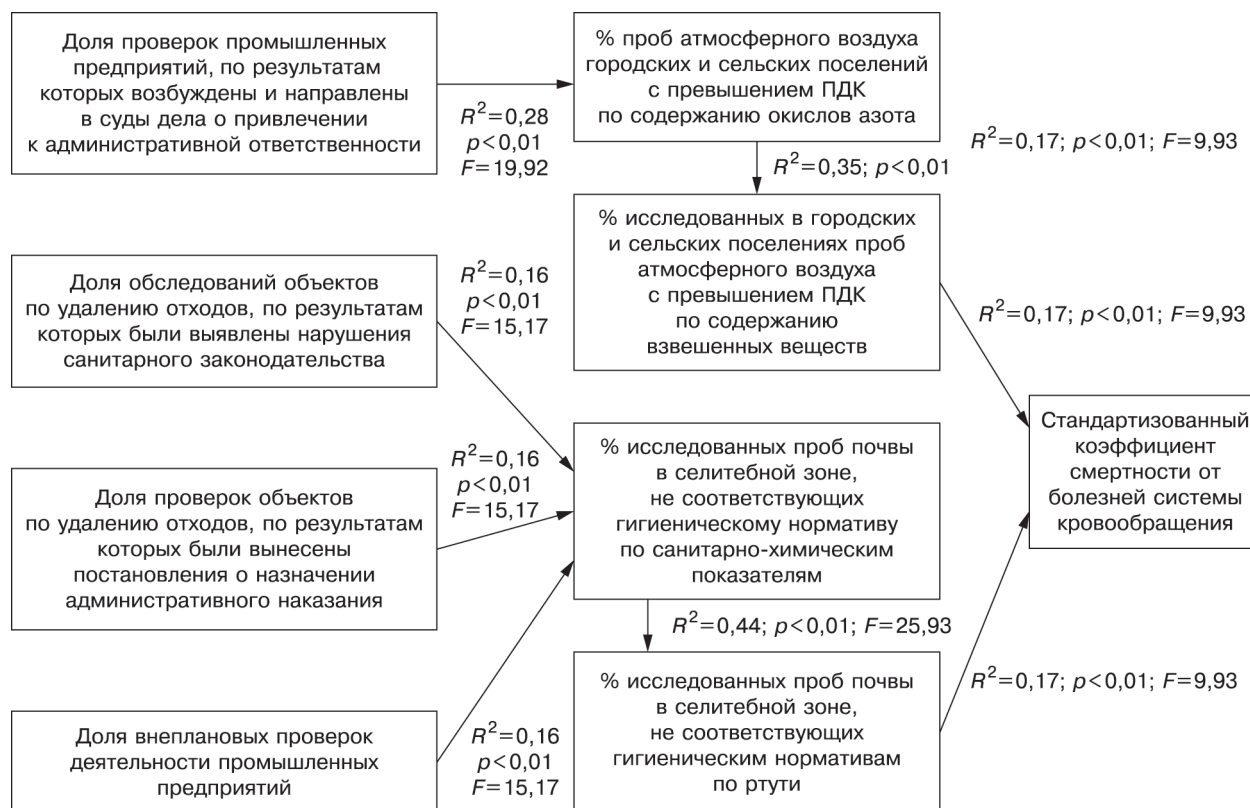 Доля проверок промышленных
предприятий, по результатам
которых возбуждены и направлены
в суды дела о привлечении
к административной ответственности
R²=0,28
p<0,01
F=19,92
% проб атмосферного воздуха
городских и сельских поселений
с превышением ПДК
по содержанию окислов азота
R²=0,17; p<0,01; F=9,93
R²=0,35; p<0,01
% исследованных в городских
и сельских поселениях проб
атмосферного воздуха
с превышением ПДК
по содержанию
взвешенных веществ
Доля обследований объектов
по удалению отходов, по результатам
которых были выявлены нарушения
санитарного законодательства
R²=0,16
p<0,01
F=15,17
R²=0,17; p<0,01; F=9,93
Стандартизованный
коэффициент
смертности от
болезней системы
кровообращения
R²=0,16
p<0,01
F=15,17
% исследованных проб почвы
в селитебной зоне,
не соответствующих
гигиеническому нормативу
по санитарно-химическим
показателям
Доля проверок объектов
по удалению отходов, по результатам
которых были вынесены
постановления о назначении
административного наказания
R²=0,44; p<0,01; F=25,93
% исследованных проб почвы
в селитебной зоне,
не соответствующих
гигиеническим нормативам
по ртути
R²=0,17; p<0,01; F=9,93
Доля внеплановых проверок
деятельности промышленных
предприятий
R²=0,16
p<0,01
F=15,17